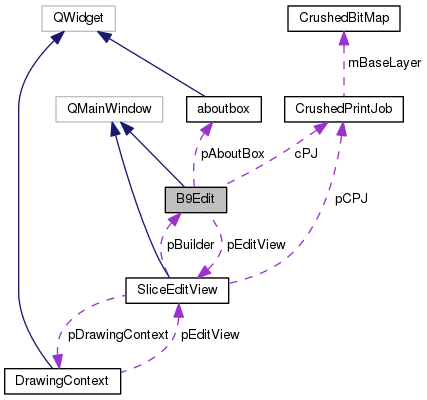 QWidget
CrushedBitMap
mBaseLayer
QMainWindow
aboutbox
CrushedPrintJob
pAboutBox
cPJ
B9Edit
pCPJ
pBuilder
pEditView
SliceEditView
pDrawingContext
pEditView
DrawingContext